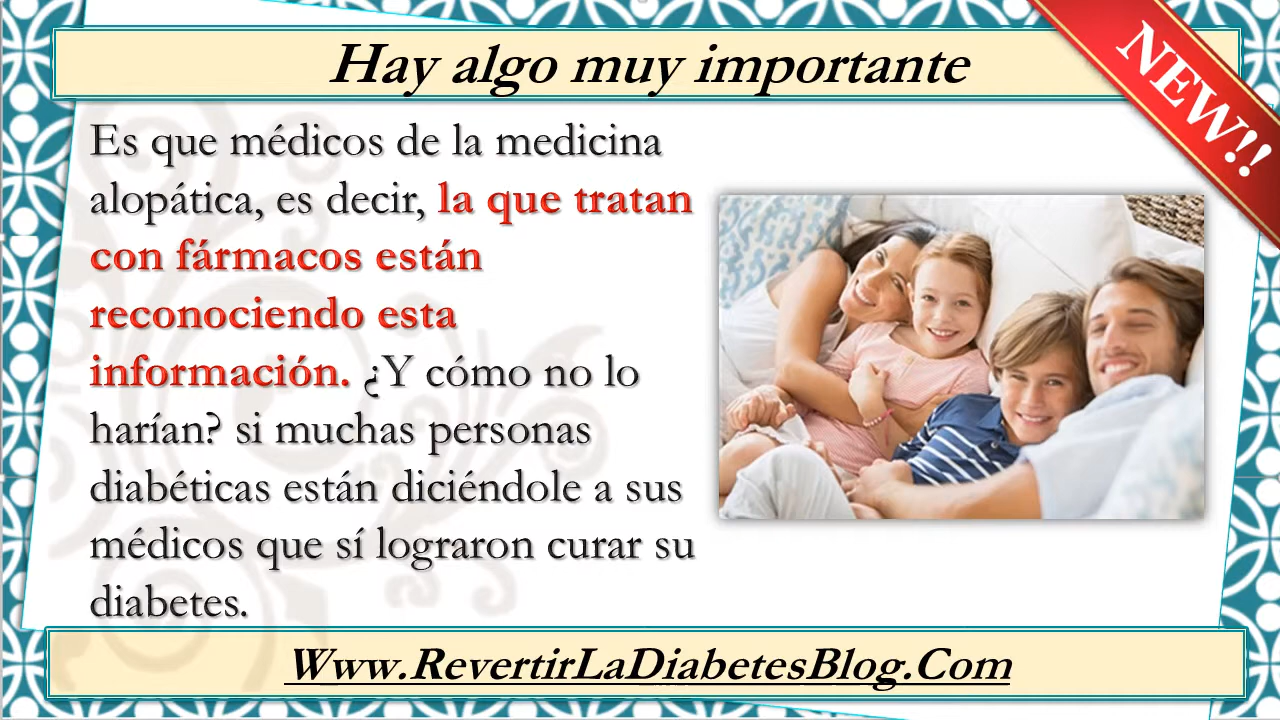 Hay algo muy importante
NEW!!
Es que médicos de la medicina
alopática, es decir, la que tratan
con fármacos están
reconociendo esta
información. ¿Y cómo no lo
harían? si muchas personas
diabéticas están diciéndole a sus
médicos que sí lograron curar su
diabetes.
Www.RevertirLaDiabetesBlog.Com